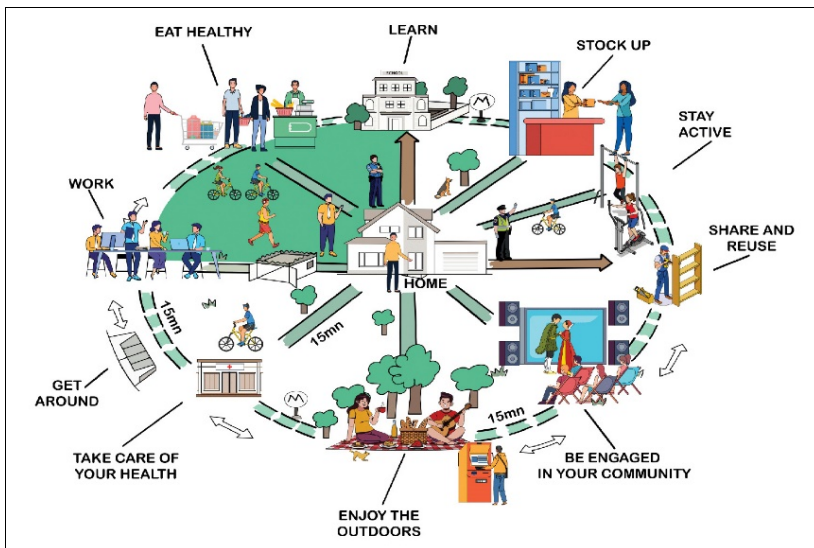 EAT HEALTHY
LEARN
STOCK UP
STAY
ACTIVE
WORK
M
SHARE AND
REUSE
HOME
15mn
15mn
GET
AROUND
M
15mn
TAKE CARE OF
YOUR HEALTH
BE ENGAGED
IN YOUR COMMUNITY
ENJOY THE
OUTDOORS